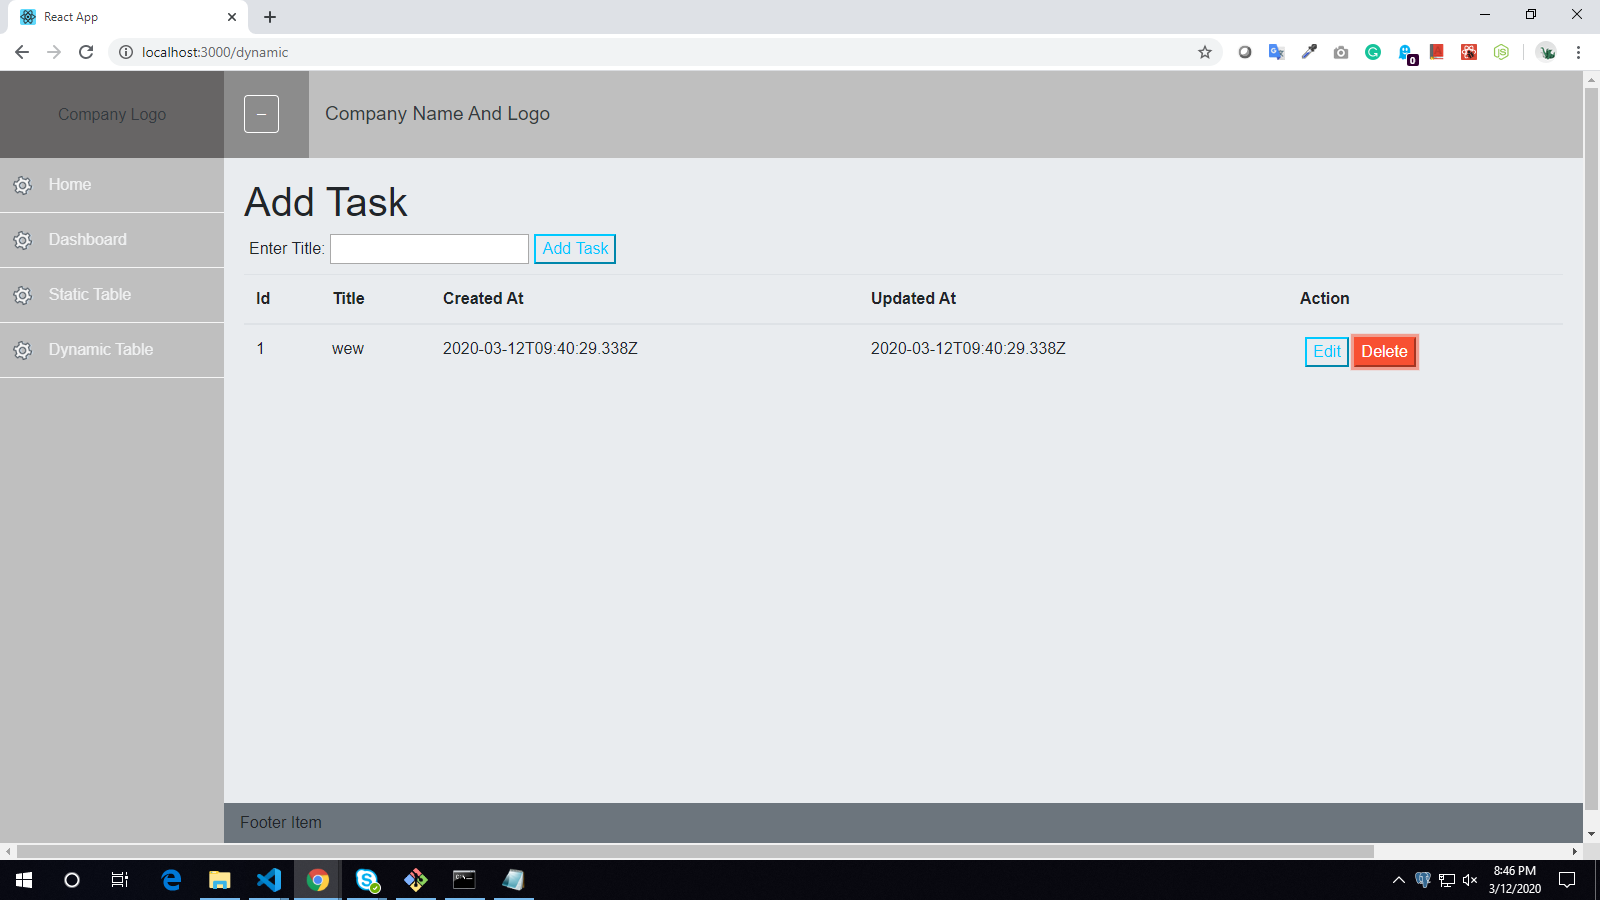 React App
localhost:3000/dynamic
0
Company Logo
–
Company Name And Logo
Home
Dashboard
Static Table
Dynamic Table
Add Task
Enter Title:
Add Task
Id Title Created At Updated At Action
1 wew 2020-03-12T09:40:29.338Z 2020-03-12T09:40:29.338Z Edit Delete
Footer Item
8:46 PM
3/12/2020